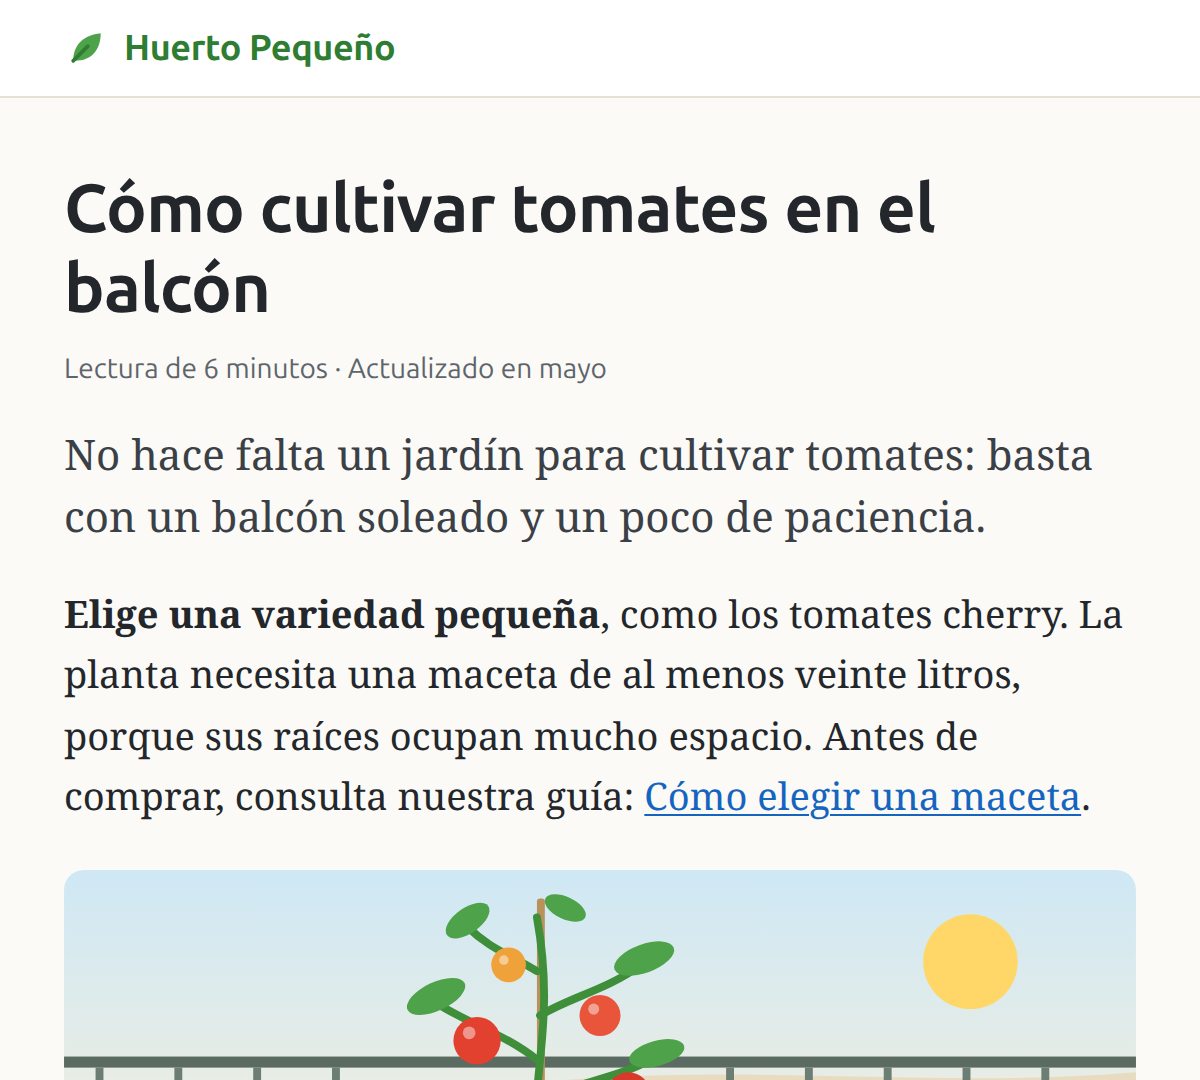 Huerto Pequeño
Cómo cultivar tomates en el
balcón
Lectura de 6 minutos · Actualizado en mayo
No hace falta un jardín para cultivar tomates: basta
con un balcón soleado y un poco de paciencia.
Elige una variedad pequeña, como los tomates cherry. La
planta necesita una maceta de al menos veinte litros,
porque sus raíces ocupan mucho espacio. Antes de
comprar, consulta nuestra guía: Cómo elegir una maceta.